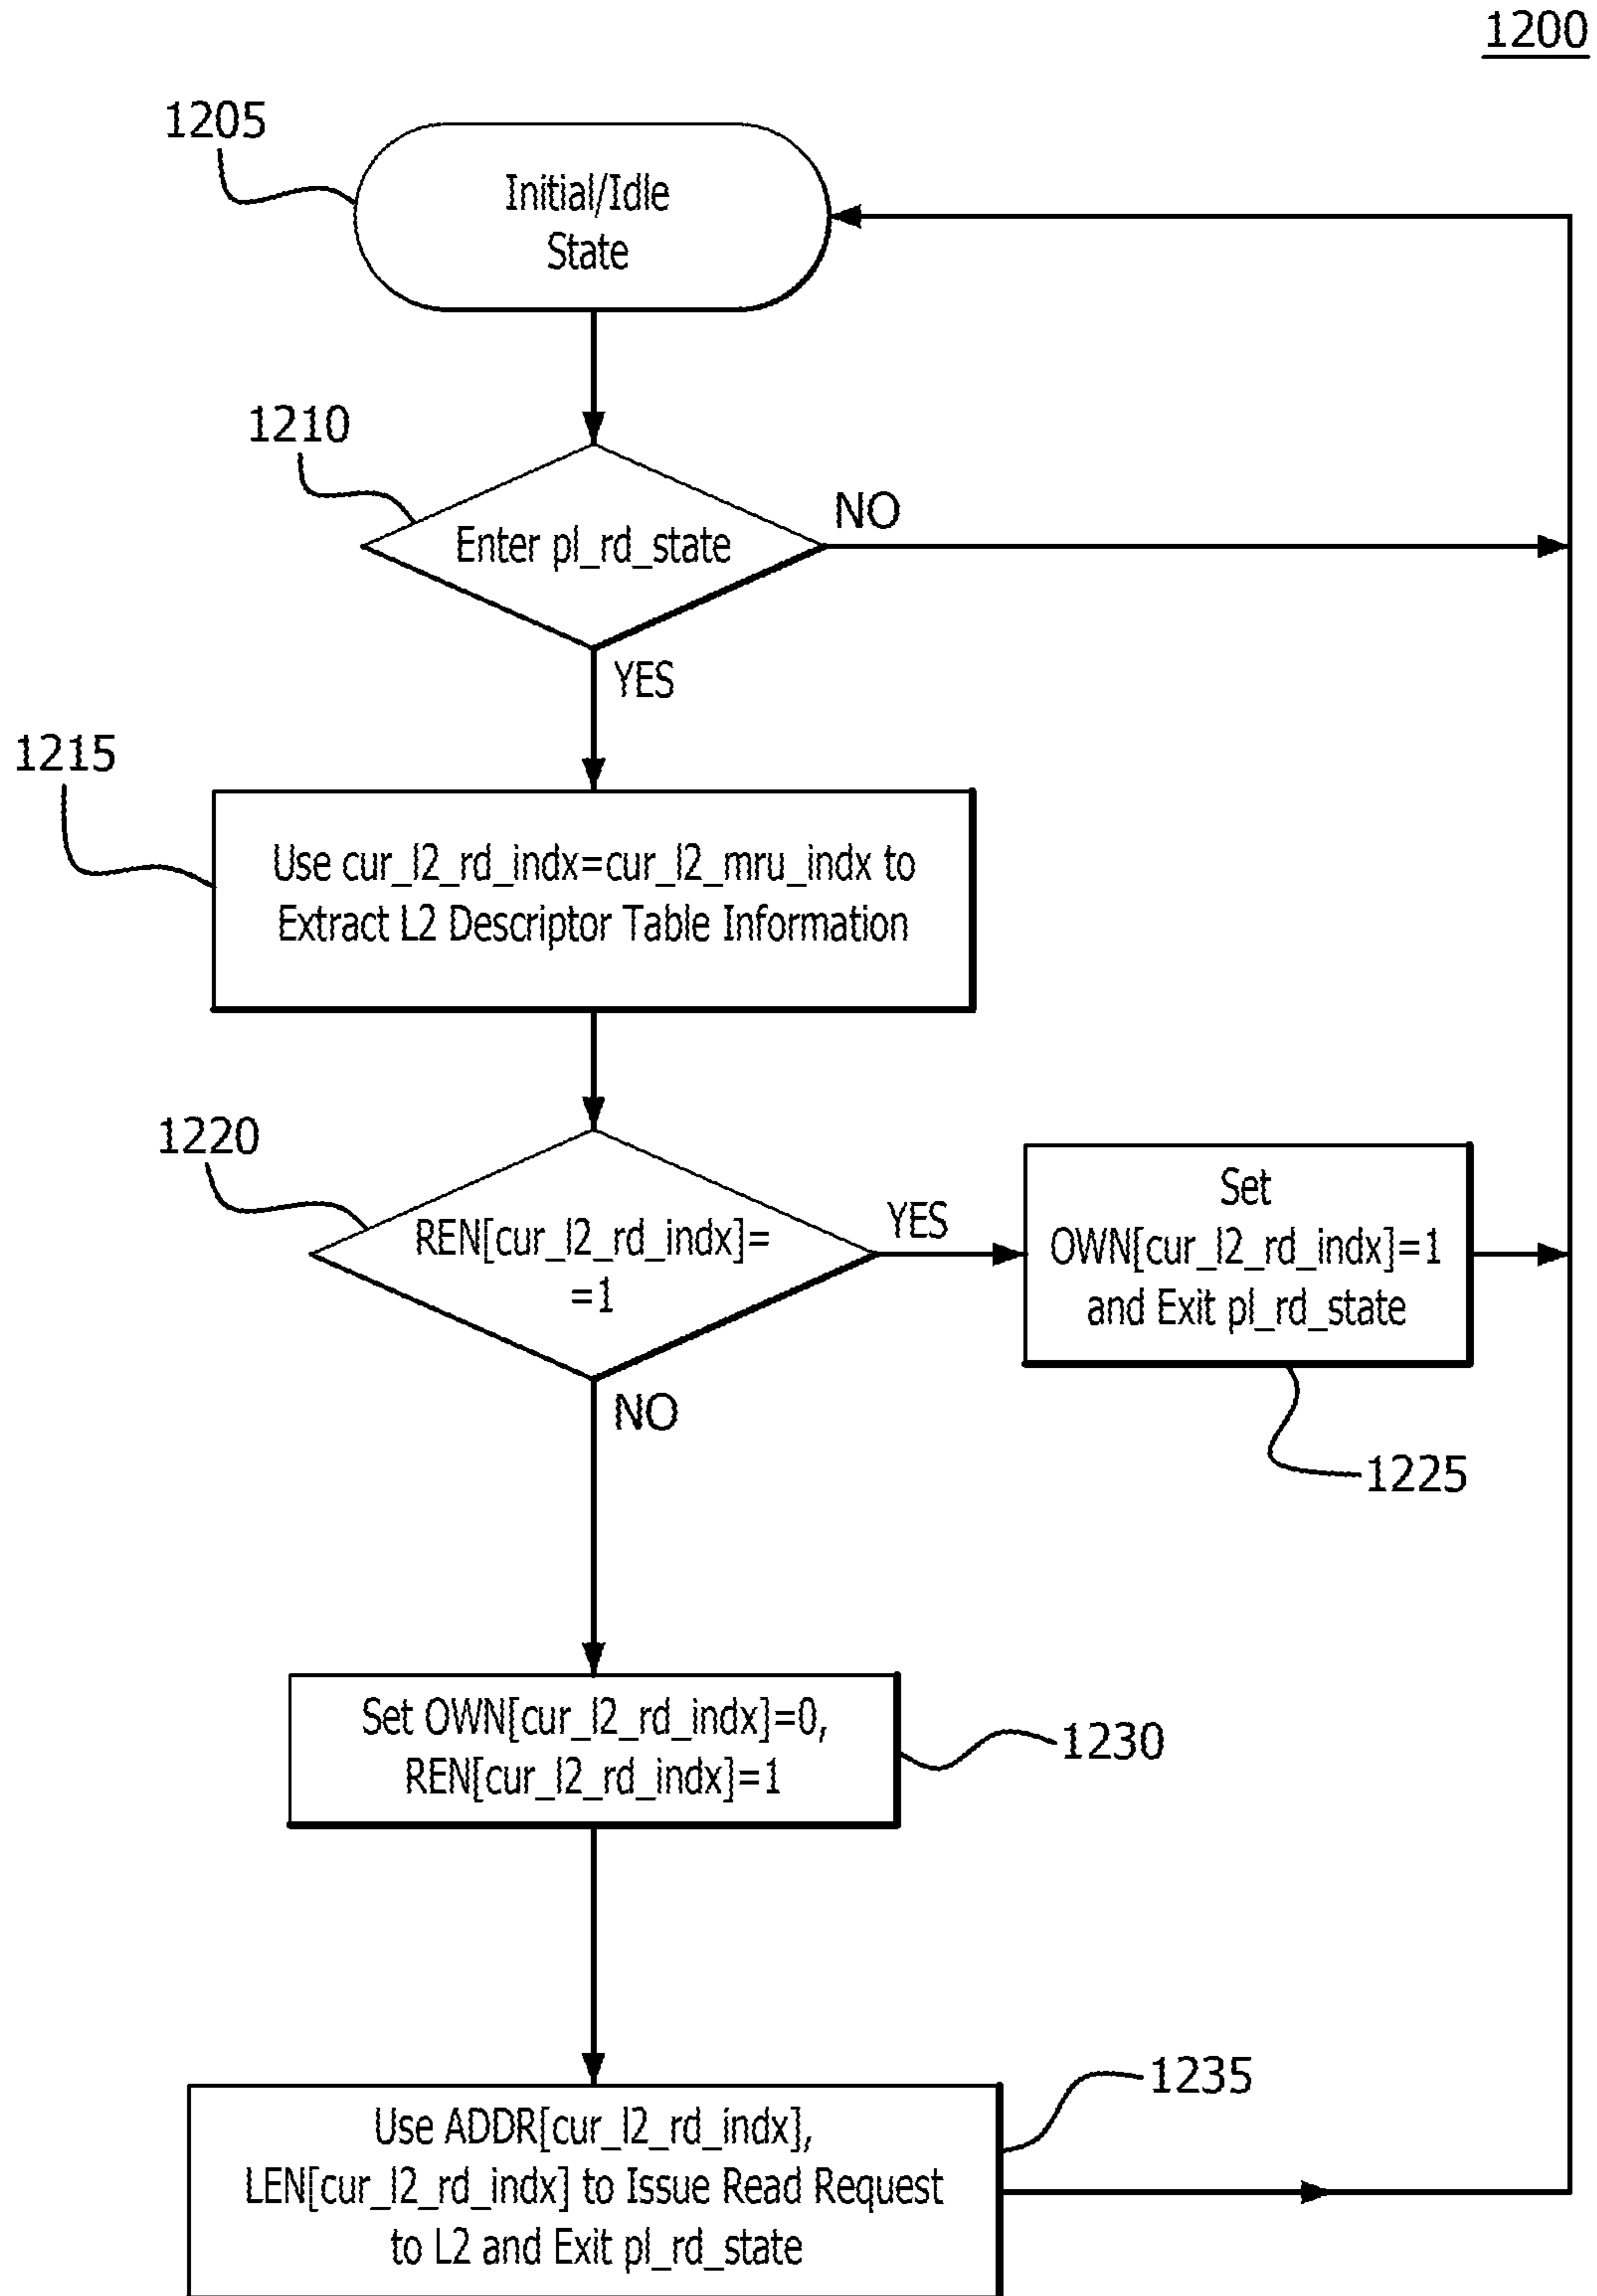 1200
1205
Initial/Idle
State
1210
Enter pl_rd_state
NO
YES
1215
Use cur_l2_rd_indx=cur_l2_mru_indx to
Extract L2 Descriptor Table Information
1220
REN[cur_l2_rd_indx]=
=1
YES
Set
OWN[cur_l2_rd_indx]=1
and Exit pl_rd_state
1225
NO
Set OWN[cur_l2_rd_indx]=0,
REN[cur_l2_rd_indx]=1
1230
1235
Use ADDR[cur_l2_rd_indx],
LEN[cur_l2_rd_indx] to Issue Read Request
to L2 and Exit pl_rd_state